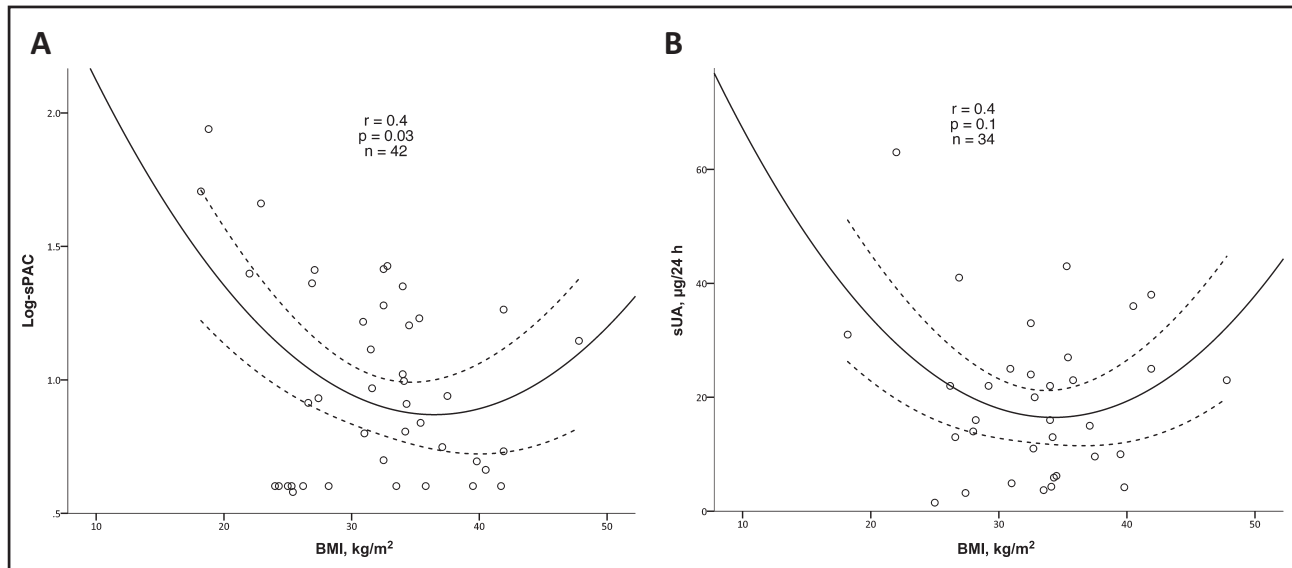 A
Log-sPAC
2.0
1.5
1.0
.5
r = 0.4
p = 0.03
n = 42
10 20 30 40 50
BMI, kg/m²
B
sUA, µg/24 h
60
40
20
0
r = 0.4
p = 0.1
n = 34
10 20 30 40 50
BMI, kg/m²